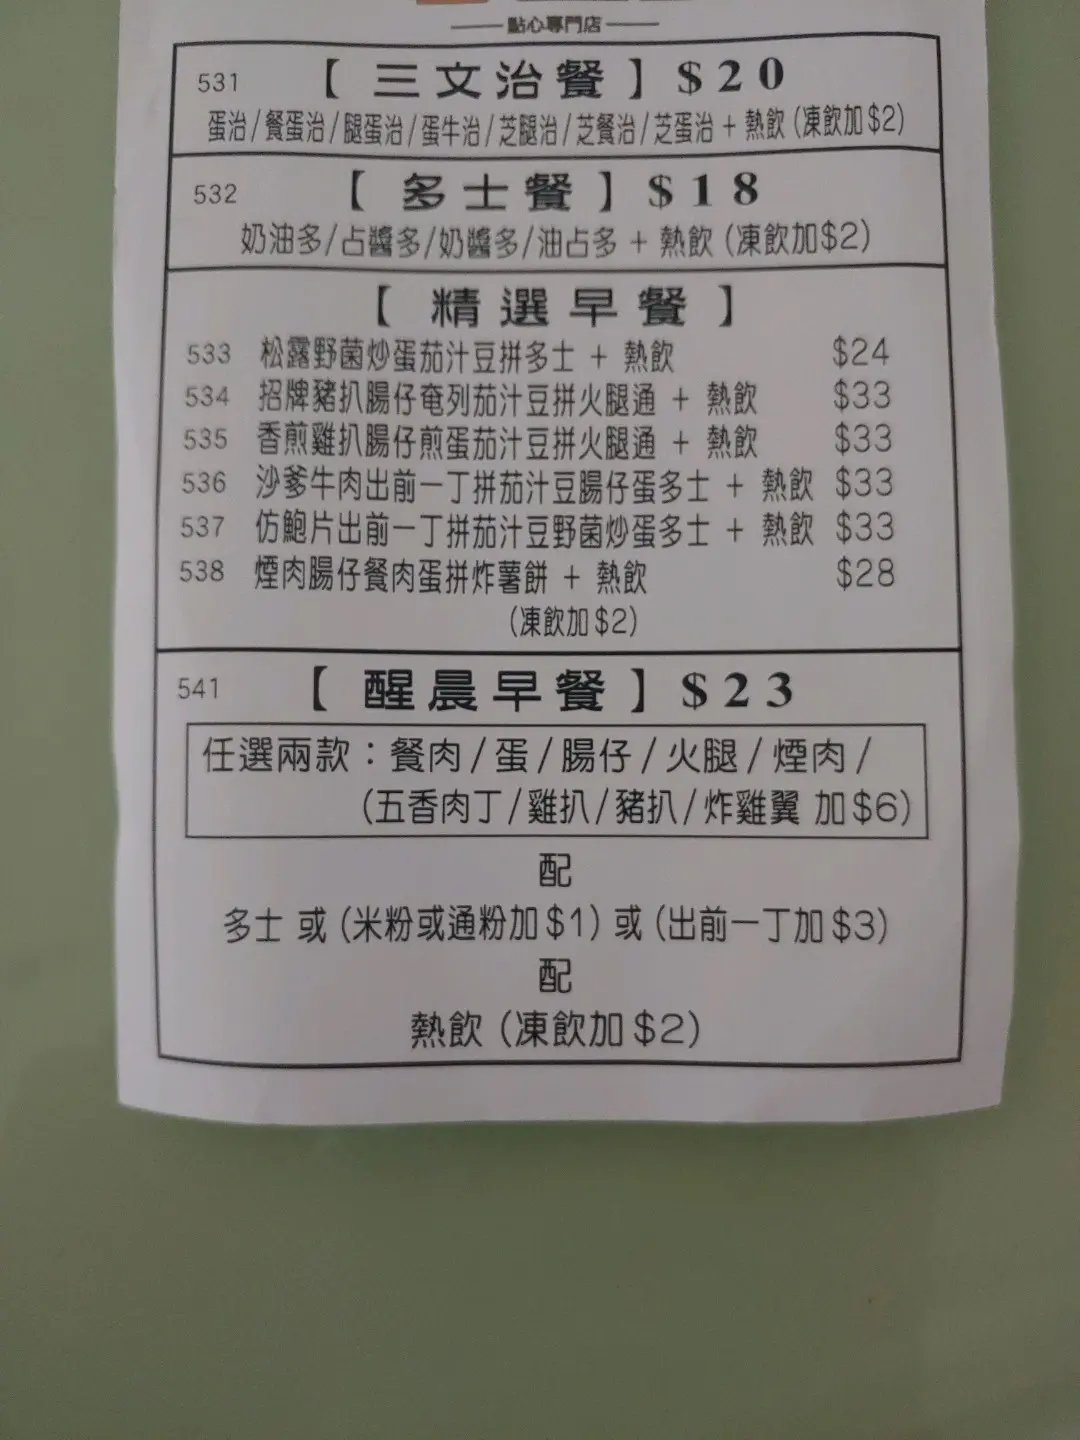 點心專門店
531 【三文治餐】$20
蛋治/餐蛋治/腿蛋治/蛋牛治/芝腿治/芝餐治/芝蛋治 + 熱飲 (凍飲加$2)
532 【多士餐】$18
奶油多/占醬多/奶醬多/油占多 + 熱飲 (凍飲加$2)
【精選早餐】
533 松露野菌炒蛋茄汁豆拼多士 + 熱飲 $24
534 招牌豬扒腸仔奄列茄汁豆拼火腿通 + 熱飲 $33
535 香煎雞扒腸仔煎蛋茄汁豆拼火腿通 + 熱飲 $33
536 沙爹牛肉出前一丁拼茄汁豆腸仔蛋多士 + 熱飲 $33
537 仿鮑片出前一丁拼茄汁豆野菌炒蛋多士 + 熱飲 $33
538 煙肉腸仔餐肉蛋拼炸薯餅 + 熱飲 $28
(凍飲加$2)
541 【醒晨早餐】$23
任選兩款：餐肉/蛋/腸仔/火腿/煙肉/
(五香肉丁/雞扒/豬扒/炸雞翼 加$6)
配
多士 或 (米粉或通粉加$1) 或 (出前一丁加$3)
配
熱飲 (凍飲加$2)